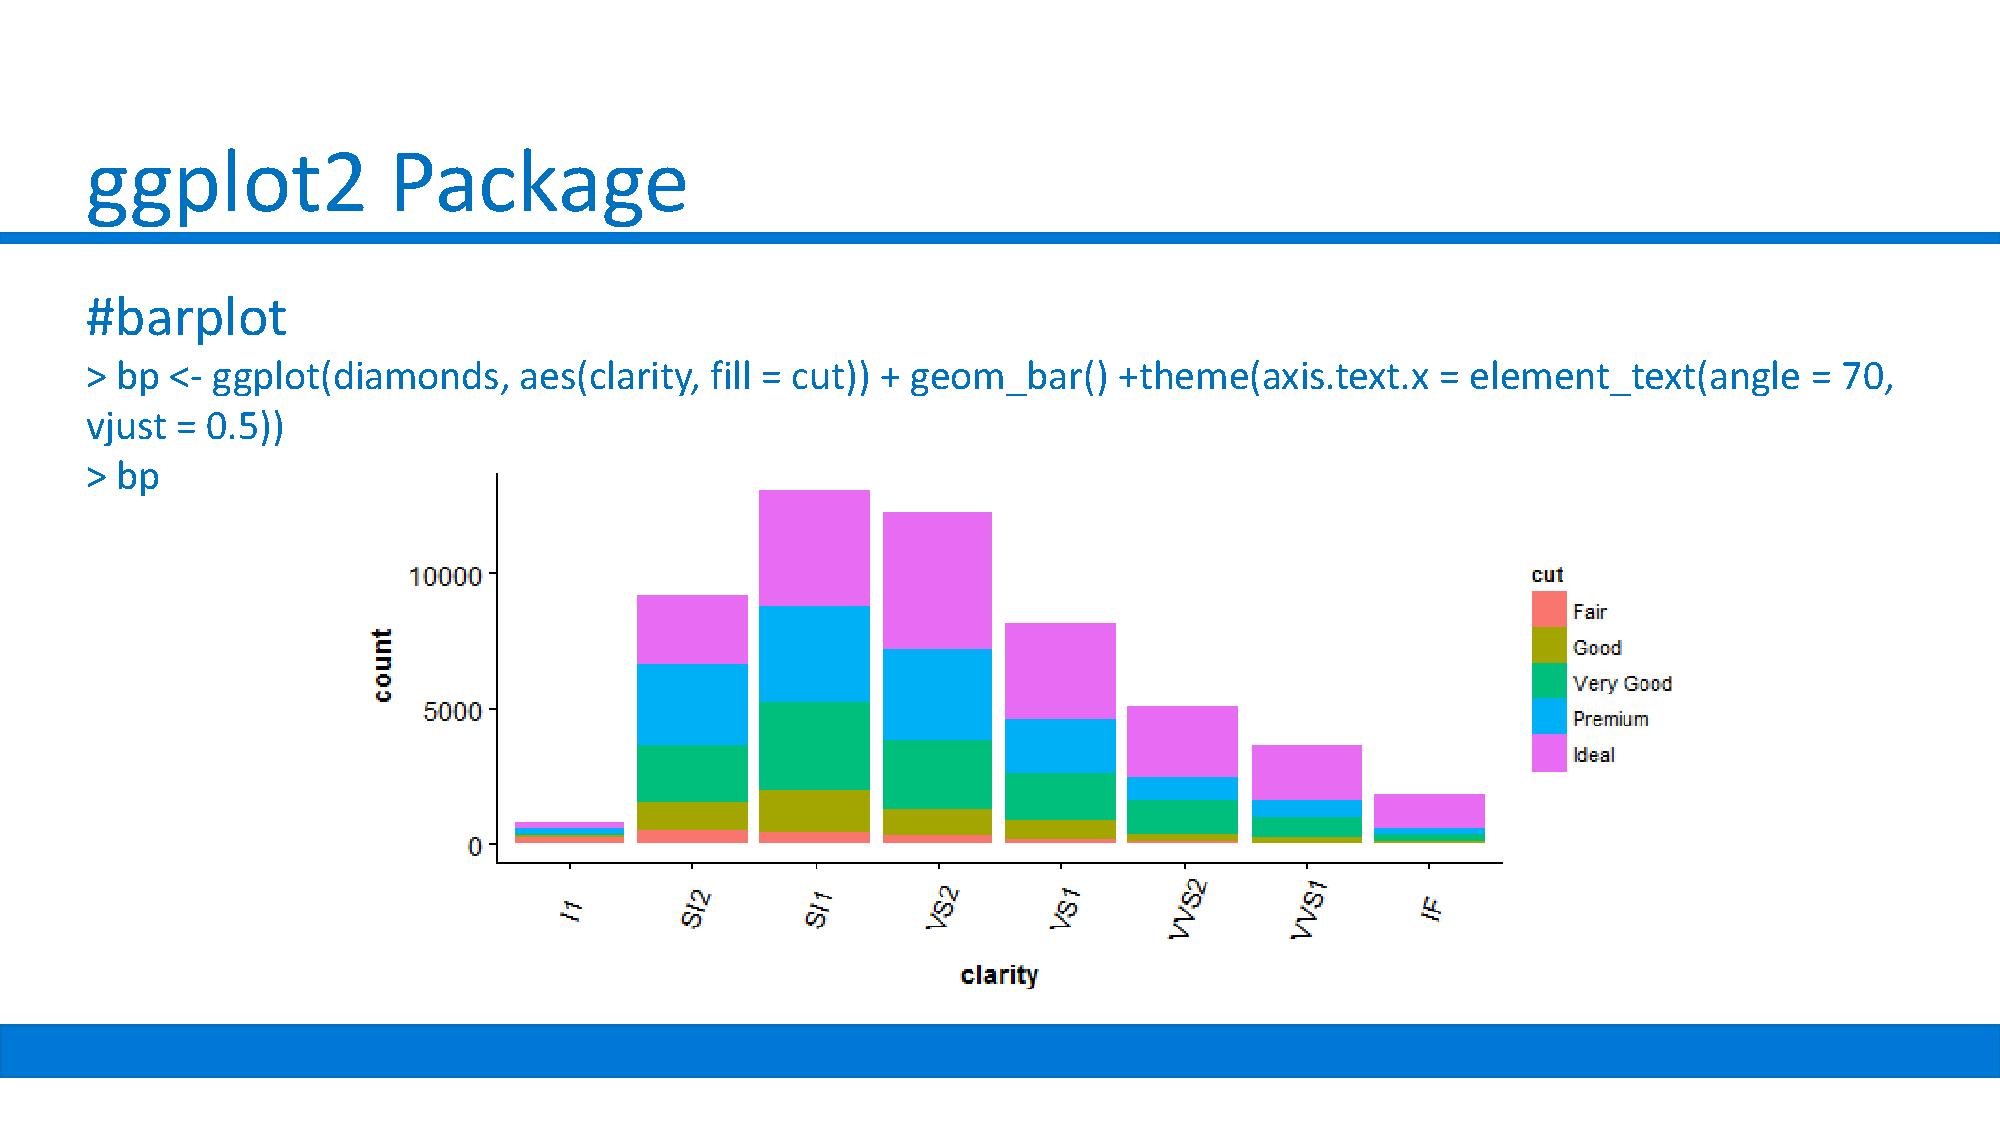 ggplot2 Package
#barplot
> bp <- ggplot(diamonds, aes(clarity, fill = cut)) + geom_bar() +theme(axis.text.x = element_text(angle = 70,
vjust = 0.5))
> bp
10000
5000
0
count
I1
SI2
SI1
VS2
VS1
VVS2
VVS1
IF
clarity
cut
Fair
Good
Very Good
Premium
Ideal